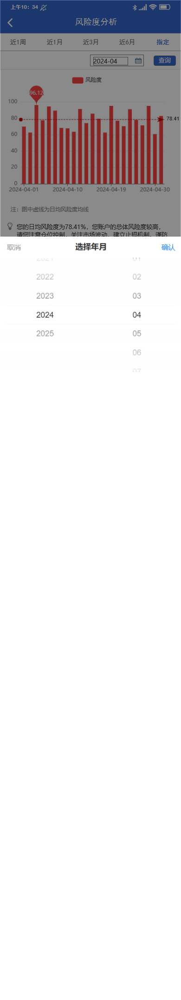 上午10：34
风险度分析
近1周 近1月 近3月 近6月 指定
2024-04 查询
风险度
96.12
100
80
78.41
60
40
20
0
2024-04-01 2024-04-10 2024-04-19 2024-04-30
注：图中虚线为日均风险度均线
您的日均风险度为78.41%，您账户的总体风险度较高，
请您注意仓位控制，关注市场波动，建立止损机制。谨防
取消 选择年月 确认
2021 01
2022 02
2023 03
2024 04
2025 05
06
07